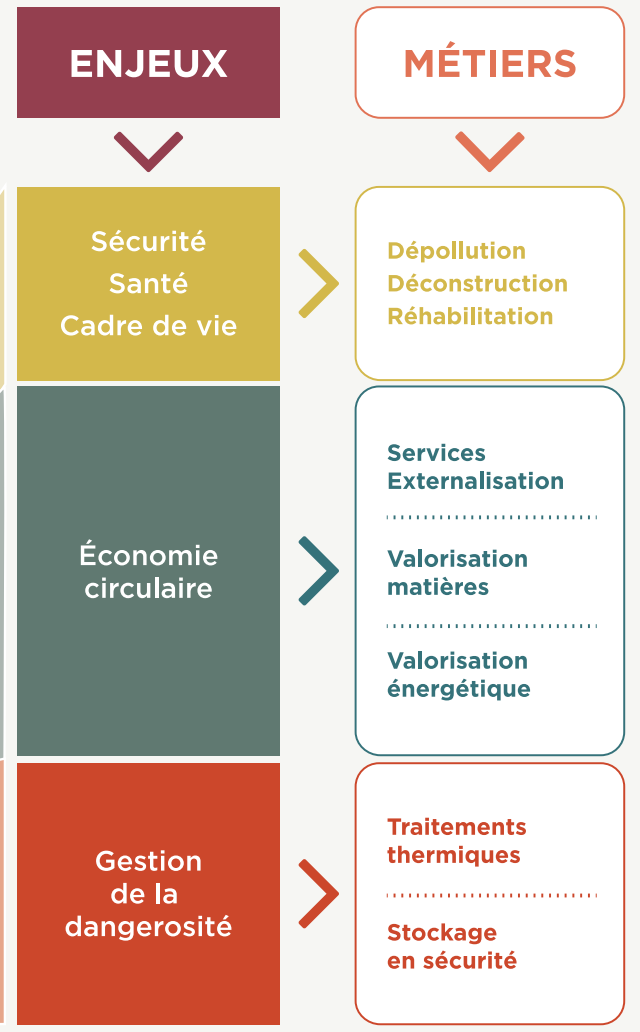 ENJEUX
MÉTIERS
Sécurité
Santé
Cadre de vie
Dépollution
Déconstruction
Réhabilitation
Économie
circulaire
Services
Externalisation
Valorisation
matières
Valorisation
énergétique
Gestion
de la
dangerosité
Traitements
thermiques
Stockage
en sécurité